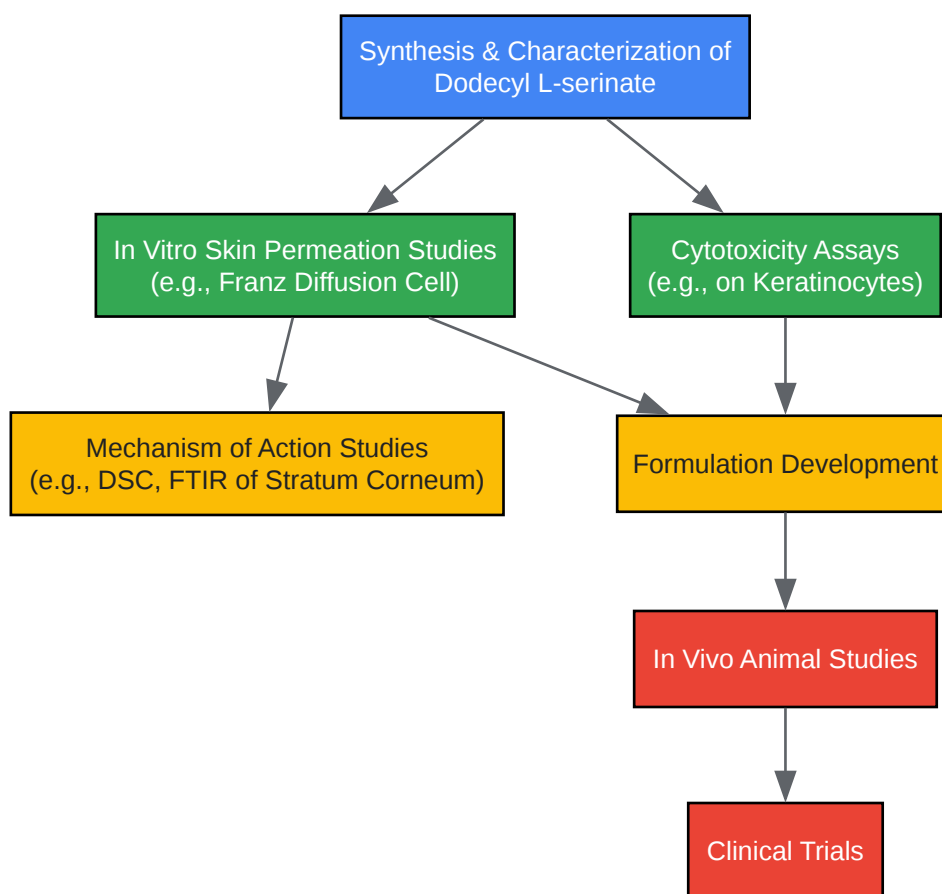 Synthesis & Characterization of
Dodecyl L-serinate
In Vitro Skin Permeation Studies
(e.g., Franz Diffusion Cell)
Cytotoxicity Assays
(e.g., on Keratinocytes)
Mechanism of Action Studies
(e.g., DSC, FTIR of Stratum Corneum)
Formulation Development
In Vivo Animal Studies
Clinical Trials